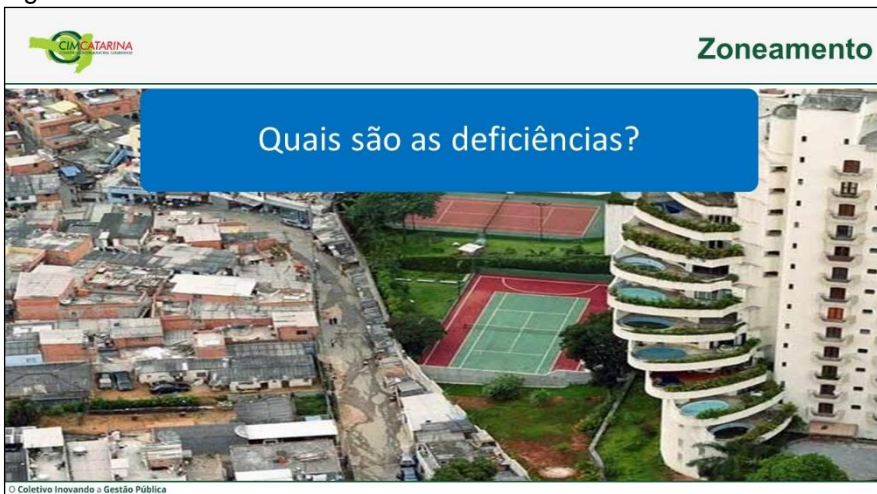 CIMCATARINA
Zoneamento
Quais são as deficiências?
O Coletivo Inovando a Gestão Pública